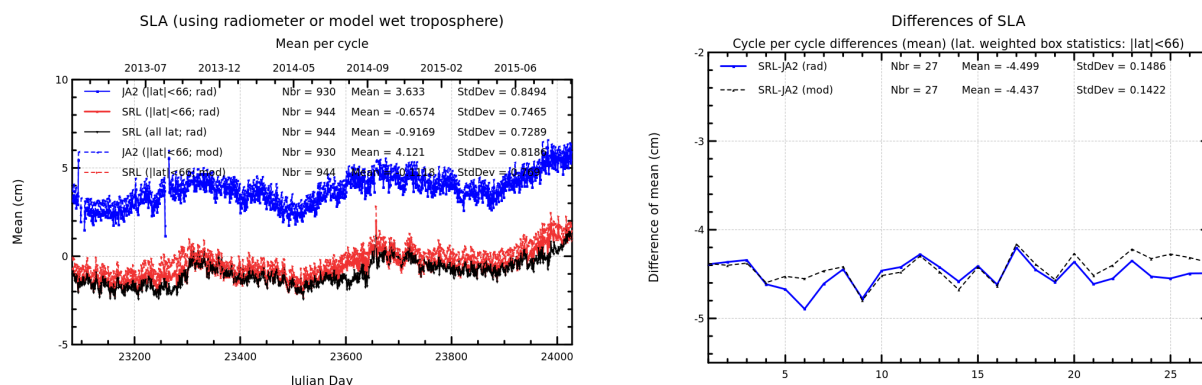 SLA (using radiometer or model wet troposphere)
Mean per cycle
2013-07 2013-12 2014-05 2014-09 2015-02 2015-06
JA2 (|lat|<66; rad) Nbr = 930 Mean = 3.633 StdDev = 0.8494
SRL (|lat|<66; rad) Nbr = 944 Mean = -0.6574 StdDev = 0.7465
SRL (all lat; rad) Nbr = 944 Mean = -0.9169 StdDev = 0.7289
JA2 (|lat|<66; mod) Nbr = 930 Mean = 4.121 StdDev = 0.8186
SRL (|lat|<66; mod) Nbr = 944 Mean = StdDev =
10
5
0
-5
Mean (cm)
23200 23400 23600 23800 24000
Julian Day
Differences of SLA
Cycle per cycle differences (mean) (lat. weighted box statistics: |lat|<66)
SRL-JA2 (rad) Nbr = 27 Mean = -4.499 StdDev = 0.1486
SRL-JA2 (mod) Nbr = 27 Mean = -4.437 StdDev = 0.1422
-2
-3
-4
-5
Difference of mean (cm)
5 10 15 20 25